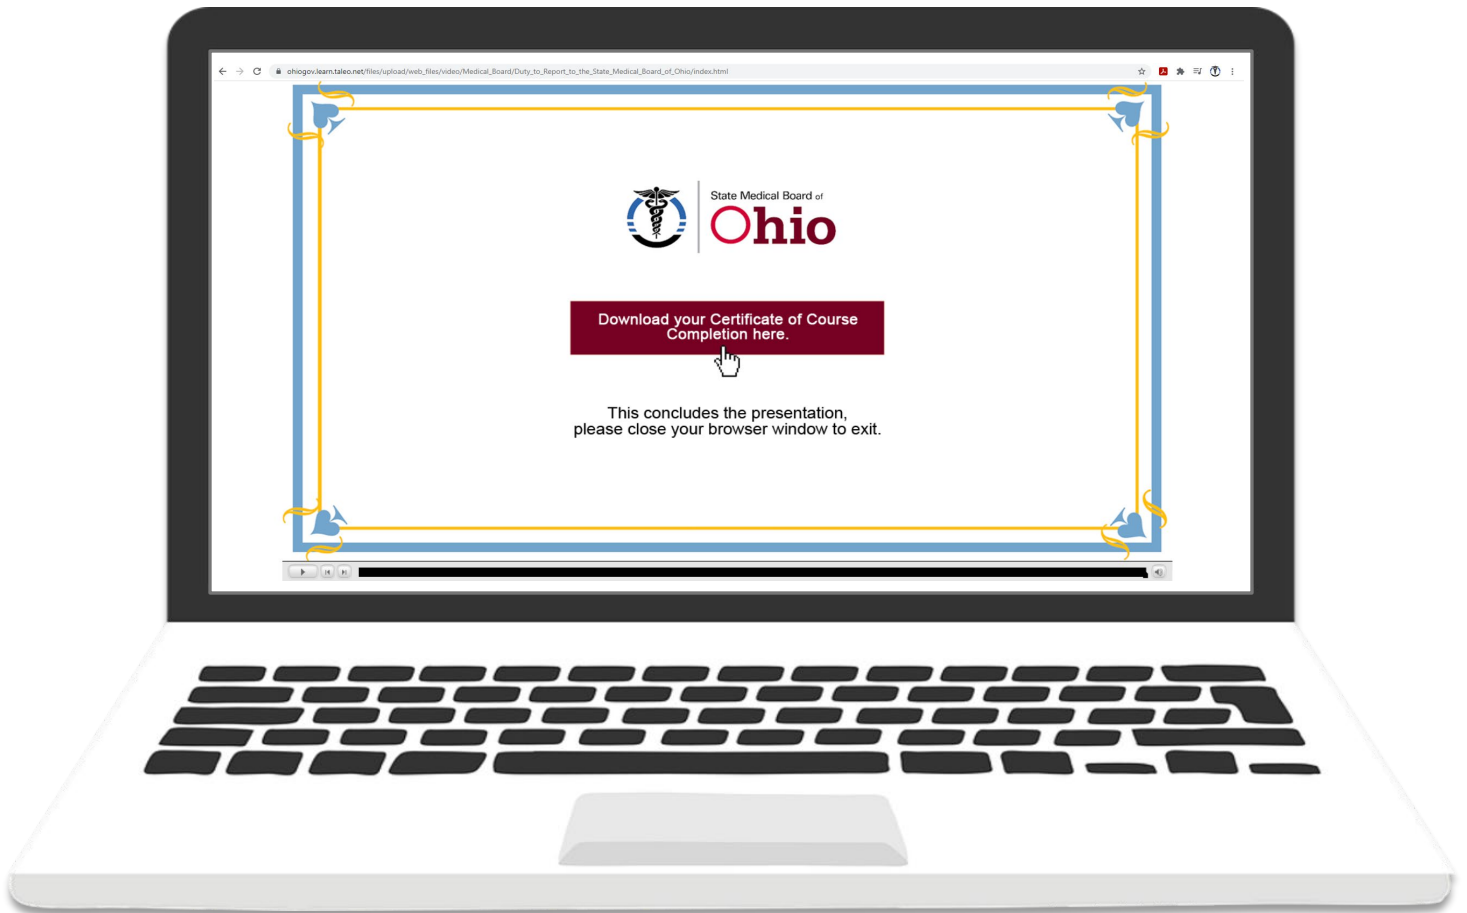 ohiogov.learn.taleo.net/files/upload/web_files/video/Medical_Board/Duty_to_Report_to_the_State_Medical_Board_of_Ohio/index.html
State Medical Board of
Ohio
Download your Certificate of Course
Completion here.
This concludes the presentation,
please close your browser window to exit.